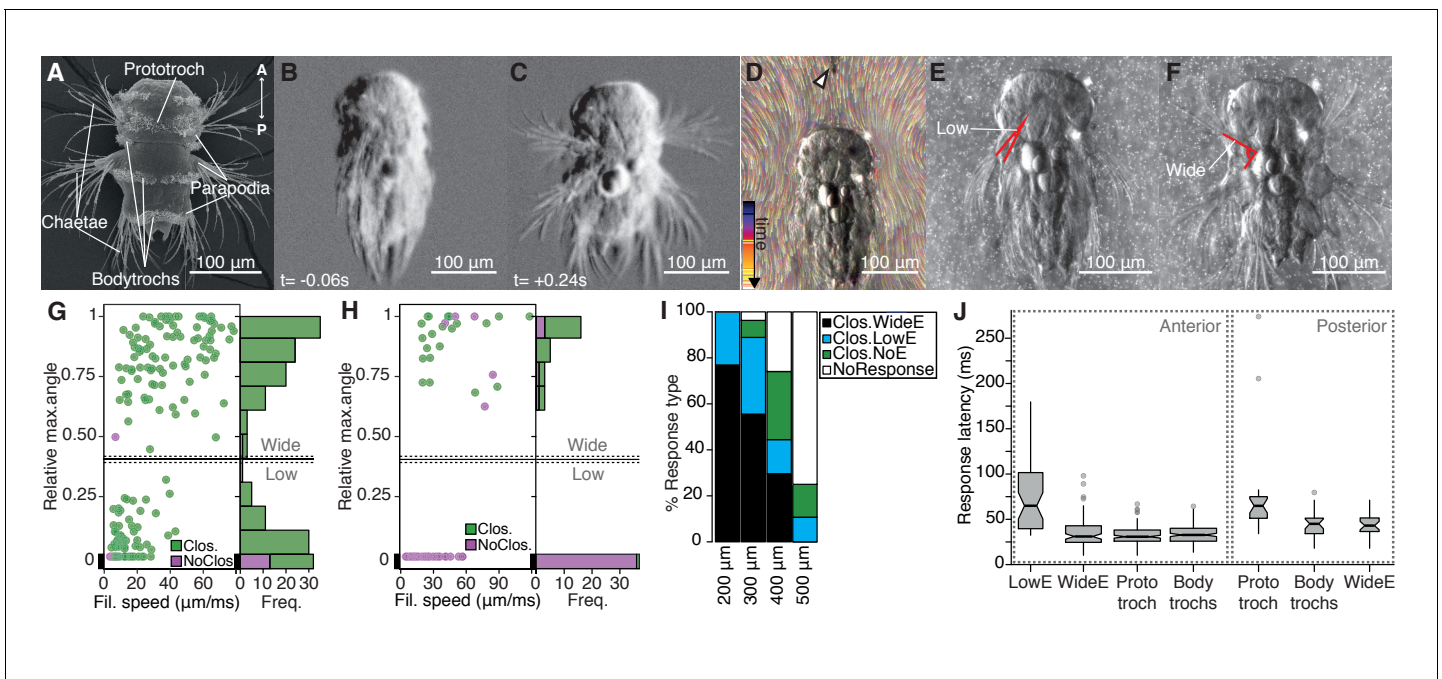 A
Prototroch
A
P
Parapodia
Chaetae
Bodytrochs
100 µm
B
t= -0.06s
100 µm
C
t= +0.24s
100 µm
D
time
100 µm
E
Low
100 µm
F
Wide
100 µm
G
Relative max.angle
1
0.75
0.50
0.25
0
Wide
Low
Clos.
NoClos
0 20 40 60
Fil. speed (µm/ms)
0 10 20 30
Freq.
H
Relative max.angle
1
0.75
0.50
0.25
0
Wide
Low
Clos.
NoClos.
0 30 60 90
Fil. speed (µm/ms)
0 10 20 30
Freq.
I
% Response type
100
80
60
40
20
0
200 µm
300 µm
400 µm
500 µm
Clos.WideE
Clos.LowE
Clos.NoE
NoResponse
J
Anterior
Posterior
Response latency (ms)
250
200
150
100
50
0
LowE WideE Proto troch Body trochs Proto troch Body trochs WideE